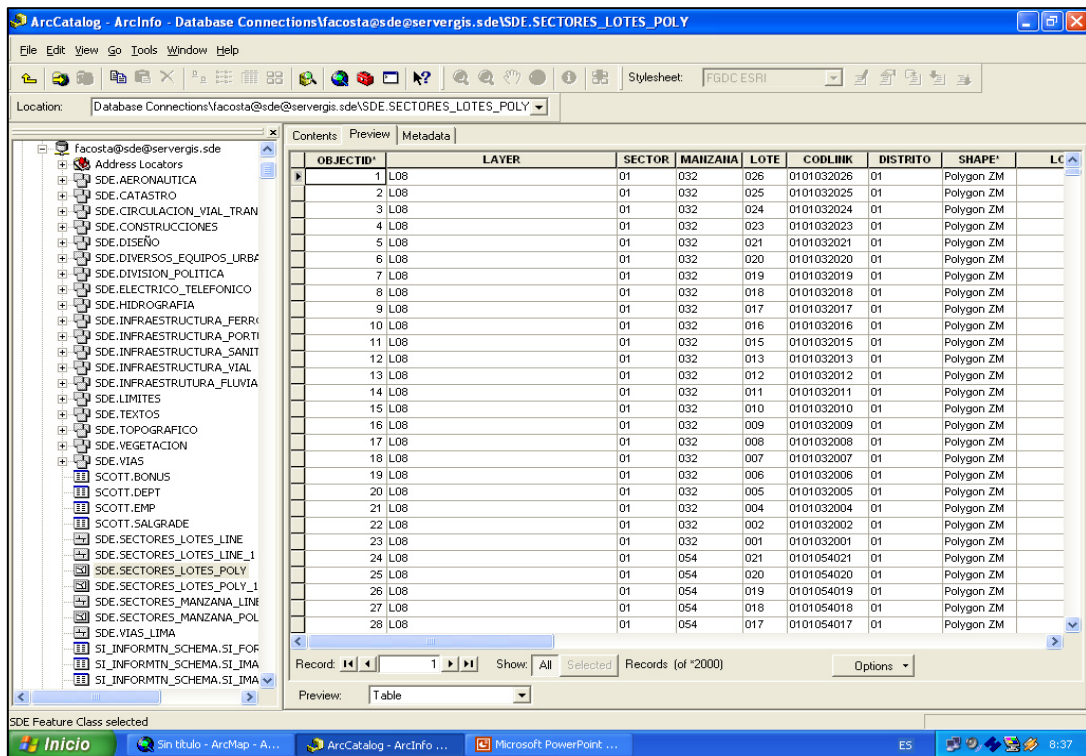 ArcCatalog - ArcInfo - Database Connections\facosta@sde@servergis.sde\SDE.SECTORES_LOTES_POLY
File Edit View Go Tools Window Help
Stylesheet: FGDC ESRI
Location: Database Connections\facosta@sde@servergis.sde\SDE.SECTORES_LOTES_POLY
facosta@sde@servergis.sde
Address Locators
SDE.AERONAUTICA
SDE.CATASTRO
SDE.CIRCULACION_VIAL_TRAN
SDE.CONSTRUCCIONES
SDE.DISEÑO
SDE.DIVERSOS_EQUIPOS_URBA
SDE.DIVISION_POLITICA
SDE.ELECTRICO_TELEFONICO
SDE.HIDROGRAFIA
SDE.INFRAESTRUCTURA_FERR
SDE.INFRAESTRUCTURA_PORT
SDE.INFRAESTRUCTURA_SANIT
SDE.INFRAESTRUCTURA_VIAL
SDE.INFRAESTRUTURA_FLUVIA
SDE.LIMITES
SDE.TEXTOS
SDE.TOPOGRAFICO
SDE.VEGETACION
SDE.VIAS
SCOTT.BONUS
SCOTT.DEPT
SCOTT.EMP
SCOTT.SALGRADE
SDE.SECTORES_LOTES_LINE
SDE.SECTORES_LOTES_LINE_1
SDE.SECTORES_LOTES_POLY
SDE.SECTORES_LOTES_POLY_1
SDE.SECTORES_MANZANA_LINE
SDE.SECTORES_MANZANA_POL
SDE.VIAS_LIMA
SI_INFORMTN_SCHEMA.SI_FOR
SI_INFORMTN_SCHEMA.SI_IMA
SI_INFORMTN_SCHEMA.SI_IMA
Contents Preview Metadata
OBJECTID* LAYER SECTOR MANZANA LOTE CODLINK DISTRITO SHAPE* LO
1 L08 01 032 026 0101032026 01 Polygon ZM
2 L08 01 032 025 0101032025 01 Polygon ZM
3 L08 01 032 024 0101032024 01 Polygon ZM
4 L08 01 032 023 0101032023 01 Polygon ZM
5 L08 01 032 021 0101032021 01 Polygon ZM
6 L08 01 032 020 0101032020 01 Polygon ZM
7 L08 01 032 019 0101032019 01 Polygon ZM
8 L08 01 032 018 0101032018 01 Polygon ZM
9 L08 01 032 017 0101032017 01 Polygon ZM
10 L08 01 032 016 0101032016 01 Polygon ZM
11 L08 01 032 015 0101032015 01 Polygon ZM
12 L08 01 032 013 0101032013 01 Polygon ZM
13 L08 01 032 012 0101032012 01 Polygon ZM
14 L08 01 032 011 0101032011 01 Polygon ZM
15 L08 01 032 010 0101032010 01 Polygon ZM
16 L08 01 032 009 0101032009 01 Polygon ZM
17 L08 01 032 008 0101032008 01 Polygon ZM
18 L08 01 032 007 0101032007 01 Polygon ZM
19 L08 01 032 006 0101032006 01 Polygon ZM
20 L08 01 032 005 0101032005 01 Polygon ZM
21 L08 01 032 004 0101032004 01 Polygon ZM
22 L08 01 032 002 0101032002 01 Polygon ZM
23 L08 01 032 001 0101032001 01 Polygon ZM
24 L08 01 054 021 0101054021 01 Polygon ZM
25 L08 01 054 020 0101054020 01 Polygon ZM
26 L08 01 054 019 0101054019 01 Polygon ZM
27 L08 01 054 018 0101054018 01 Polygon ZM
28 L08 01 054 017 0101054017 01 Polygon ZM
Record: 1 Show: All Selected Records (of *2000) Options
Preview: Table
SDE Feature Class selected
Inicio Sin título - ArcMap - A... ArcCatalog - ArcInfo ... Microsoft PowerPoint ... ES 8:37